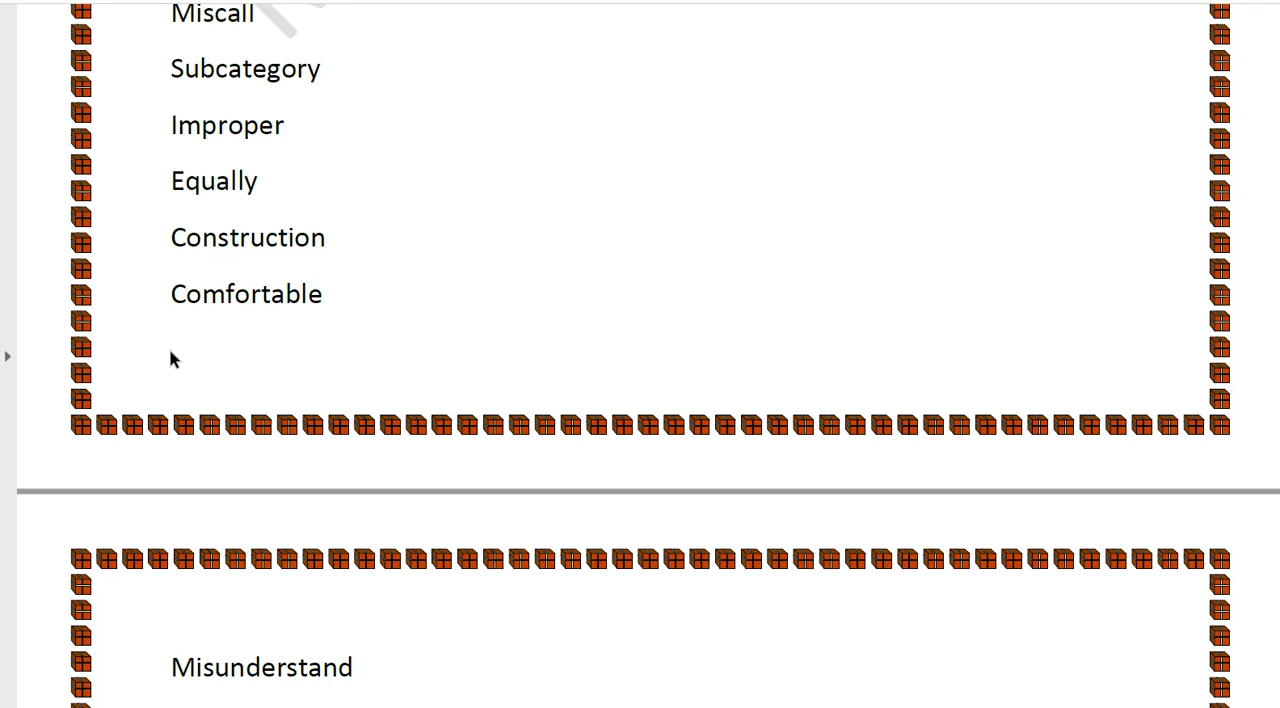 Miscall
Subcategory
Improper
Equally
Construction
Comfortable
Misunderstand